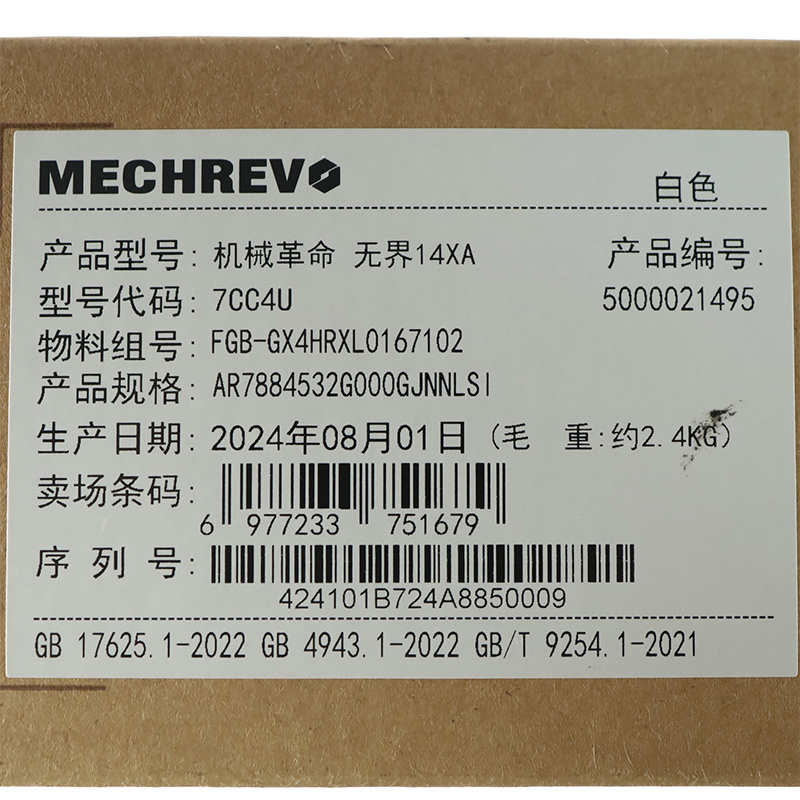 MECHREVO
白色
产品型号: 机械革命 无界14XA 产品编号:
型号代码: 7CC4U 5000021495
物料组号: FGB-GX4HRXL0167102
产品规格: AR7884532G000GJNNLSI
生产日期: 2024年08月01日 (毛 重:约2.4KG)
卖场条码: 6 977233 751679
序列号: 424101B724A8850009
GB 17625.1-2022 GB 4943.1-2022 GB/T 9254.1-2021